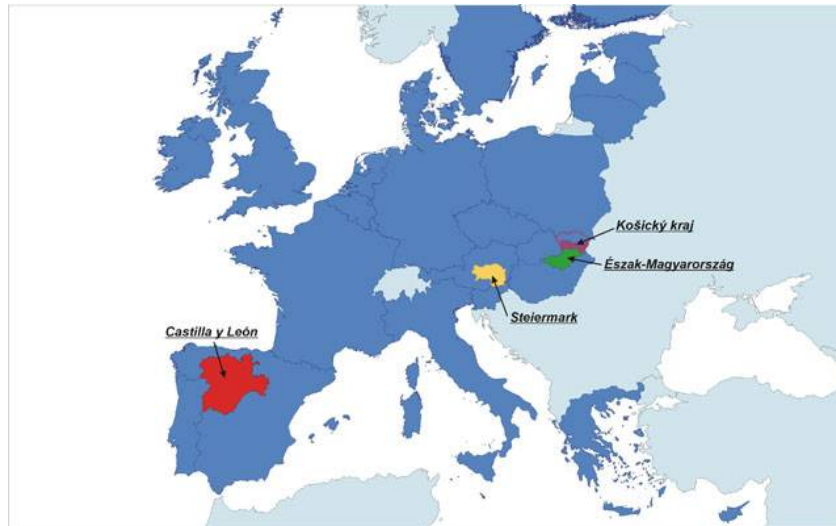 Košický kraj
Észak-Magyarország
Steiermark
Castilla y León